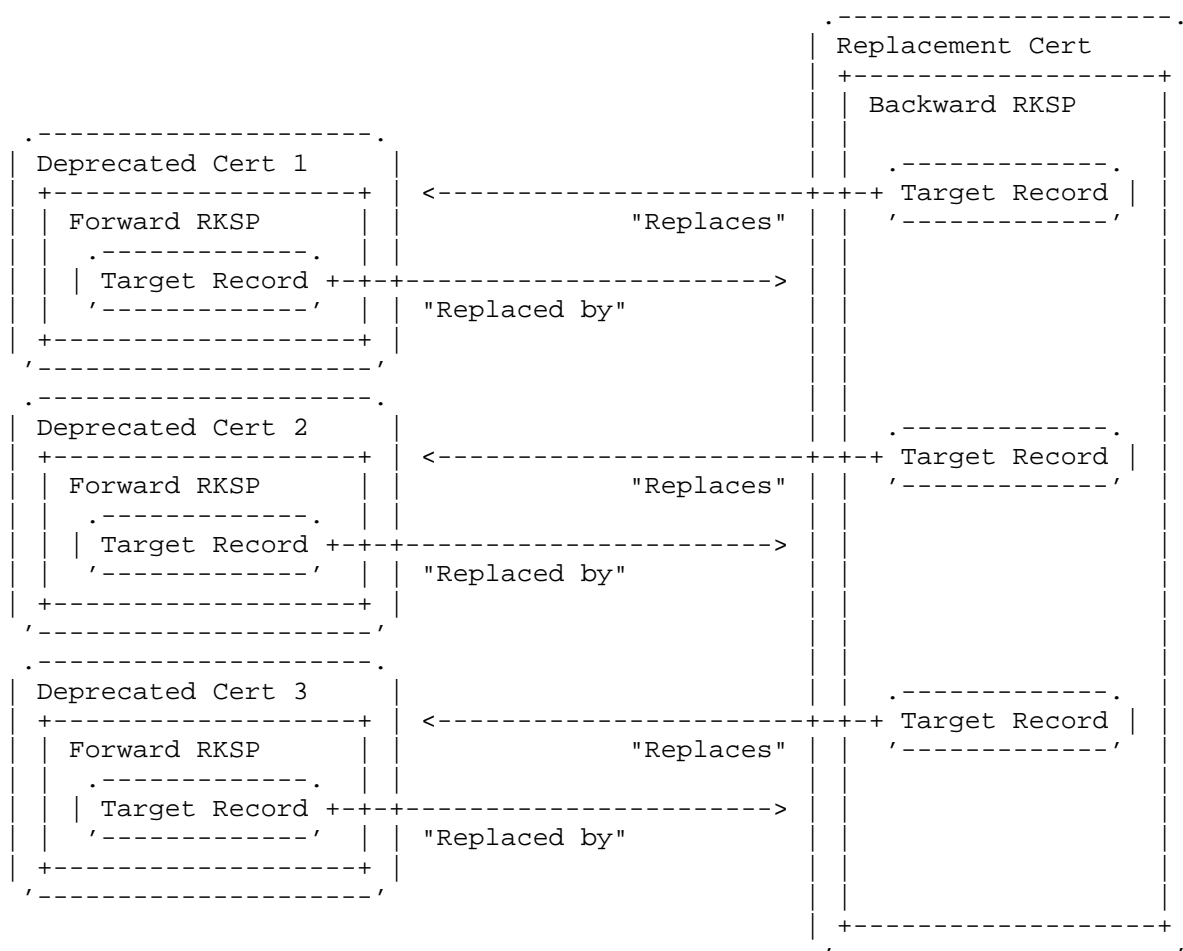 Replacement Cert
Backward RKSP
Deprecated Cert 1
Target Record
Forward RKSP
"Replaces"
Target Record
"Replaced by"
Deprecated Cert 2
Target Record
Forward RKSP
"Replaces"
Target Record
"Replaced by"
Deprecated Cert 3
Target Record
Forward RKSP
"Replaces"
Target Record
"Replaced by"